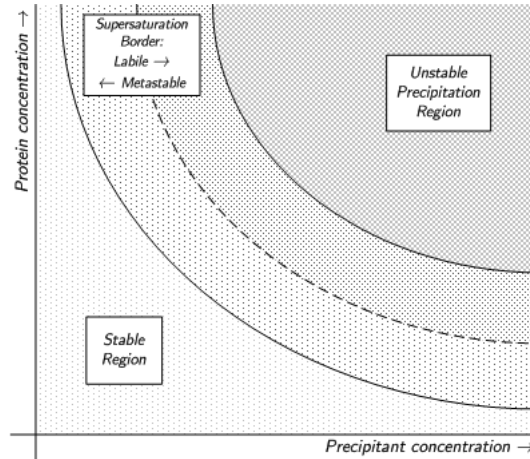 Supersaturation
Border:
Labile →
← Metastable
Unstable
Precipitation
Region
Protein concentration →
Stable
Region
Precipitant concentration →